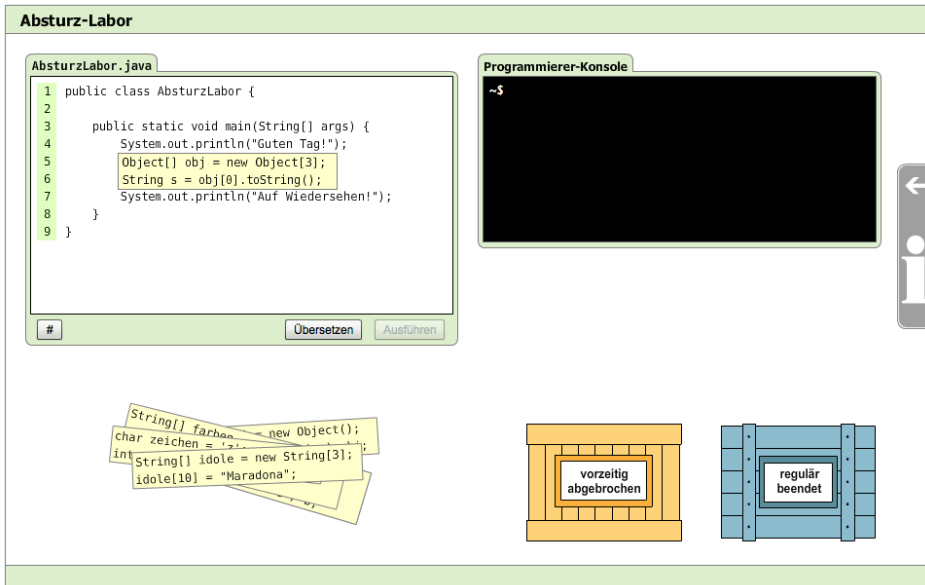 Absturz-Labor
AbsturzLabor.java
1 public class AbsturzLabor {
2
3 public static void main(String[] args) {
4 System.out.println("Guten Tag!");
5 Object[] obj = new Object[3];
6 String s = obj[0].toString();
7 System.out.println("Auf Wiedersehen!");
8 }
9 }
# Übersetzen Ausführen
Programmierer-Konsole
~$
String[] farben
= new Object();
char zeichen = 'z';
int
String[] idole = new String[3];
idole[10] = "Maradona";
vorzeitig
abgebrochen
regulär
beendet